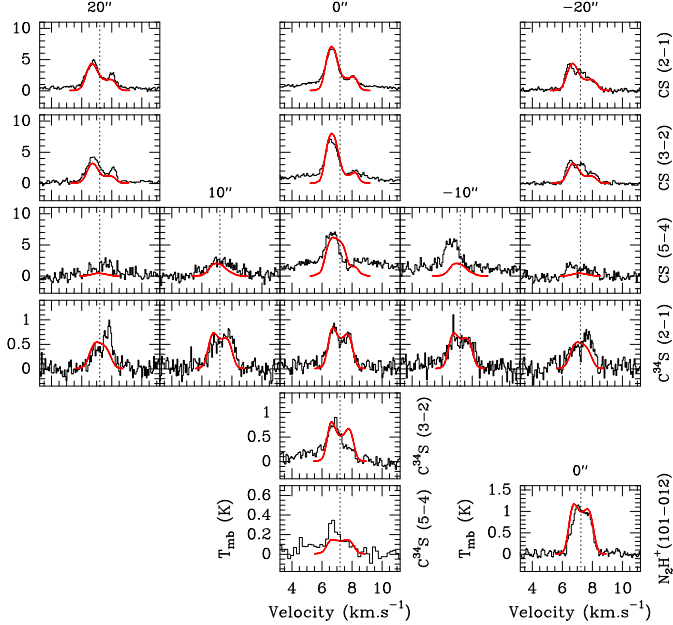 20″ 0″ −20″
10
5
0
CS (2−1)
10
5
0
CS (3−2)
10″ −10″
10
5
0
CS (5−4)
1
0.5
0
C³⁴S (2−1)
1
0.5
0
C³⁴S (3−2)
0″
0.6
0.4
0.2
0
T_mb (K)
C³⁴S (5−4)
1.5
1
0.5
0
T_mb (K)
N₂H⁺(101−012)
4 6 8 10 4 6 8 10
Velocity (km.s⁻¹) Velocity (km.s⁻¹)